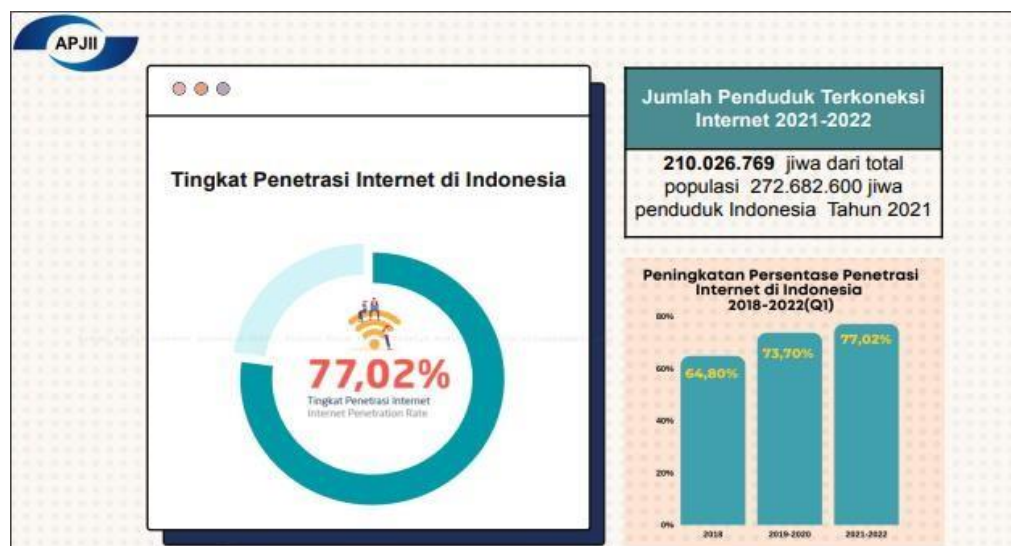 APJII
Tingkat Penetrasi Internet di Indonesia
77,02%
Tingkat Penetrasi Internet
Internet Penetration Rate
Jumlah Penduduk Terkoneksi
Internet 2021-2022
210.026.769 jiwa dari total
populasi 272.682.600 jiwa
penduduk Indonesia Tahun 2021
Peningkatan Persentase Penetrasi
Internet di Indonesia
2018-2022(Q1)
80%
60%
40%
20%
0%
64,80%
73,70%
77,02%
2018
2019-2020
2021-2022